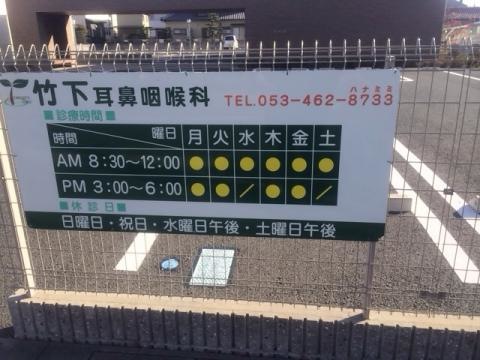 竹下耳鼻咽喉科 TEL.053-462-8733
ハナミミ
■診療時間■
時間 曜日 月 火 水 木 金 土
AM 8:30～12:00 ● ● ● ● ● ●
PM 3:00～6:00 ● ● ／ ● ● ／
■休診日■
日曜日・祝日・水曜日午後・土曜日午後